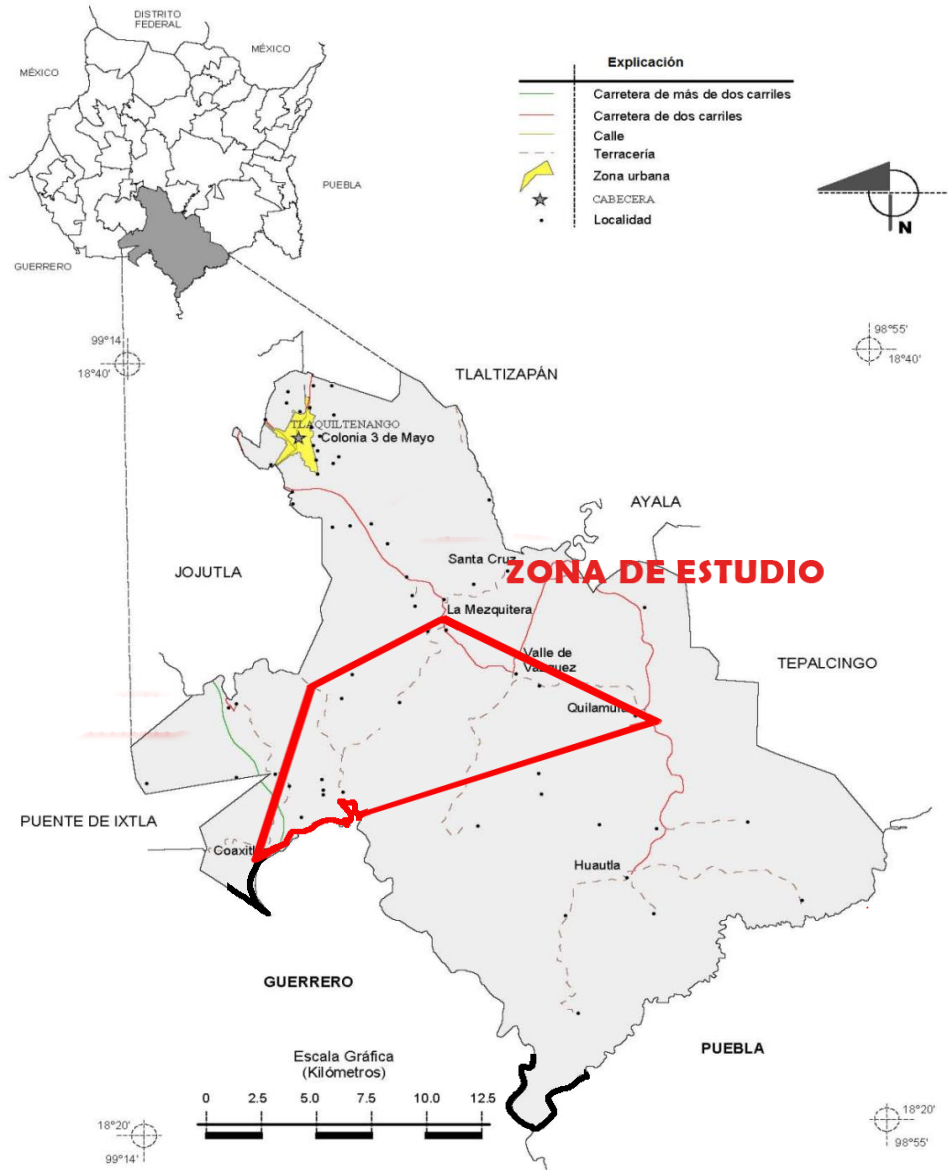 DISTRITO
FEDERAL
MÉXICO
MÉXICO
PUEBLA
GUERRERO
Explicación
Carretera de más de dos carriles
Carretera de dos carriles
Calle
Terracería
Zona urbana
CABECERA
Localidad
N
99°14
18°40'
98°55'
18°40'
TLALTIZAPÁN
TLAQUILTENANGO
Colonia 3 de Mayo
AYALA
JOJUTLA
Santa Cruz
ZONA DE ESTUDIO
La Mezquitera
Valle de
Vazquez
TEPALCINGO
Quilamula
PUENTE DE IXTLA
Coaxitl
Huautla
GUERRERO
PUEBLA
Escala Gráfica
(Kilómetros)
0 2.5 5.0 7.5 10.0 12.5
18°20'
99°14'
18°20'
98°55'